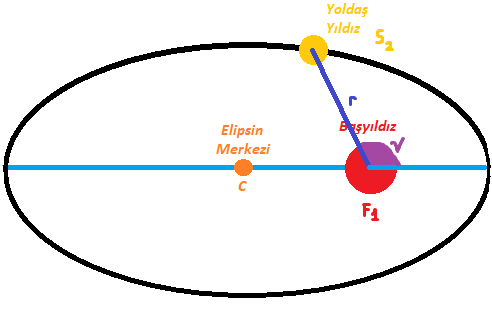 Yoldaş
Yıldız
S2
r
Başyıldız
Elipsin
Merkezi
C
F1